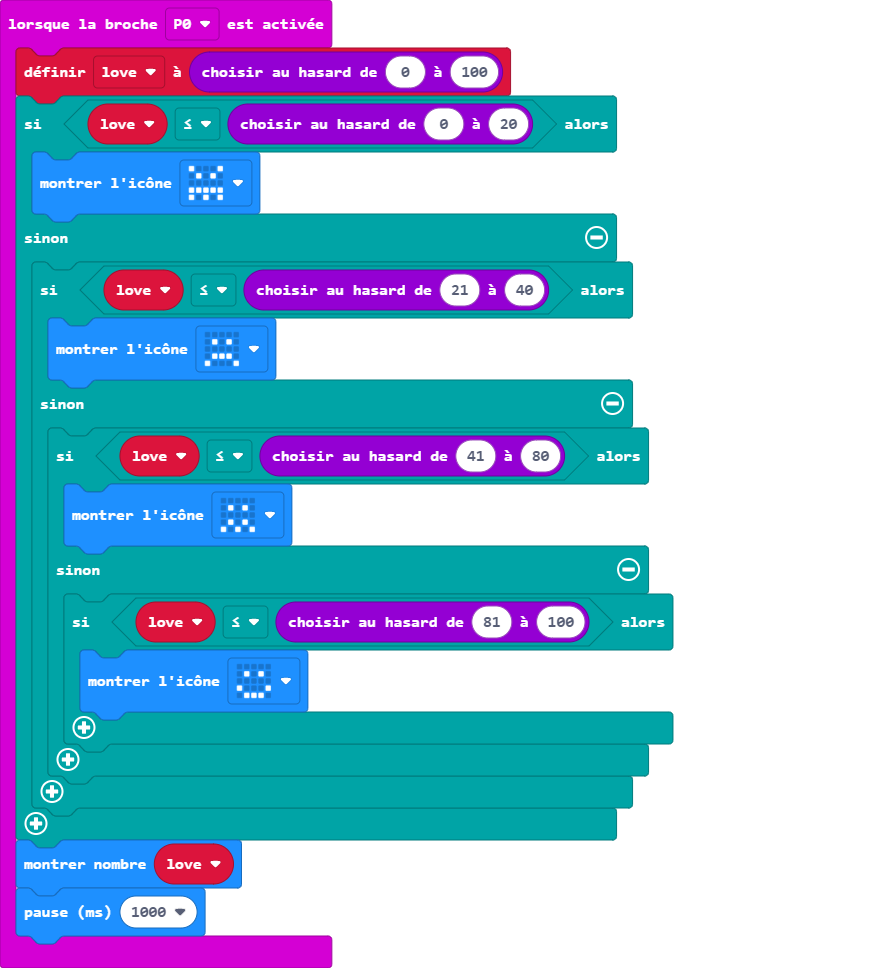 lorsque la broche P0 est activée
définir love à choisir au hasard de 0 à 100
si love ≤ choisir au hasard de 0 à 20 alors
montrer l'icône
sinon
si love ≤ choisir au hasard de 21 à 40 alors
montrer l'icône
sinon
si love ≤ choisir au hasard de 41 à 80 alors
montrer l'icône
sinon
si love ≤ choisir au hasard de 81 à 100 alors
montrer l'icône
montrer nombre love
pause (ms) 1000